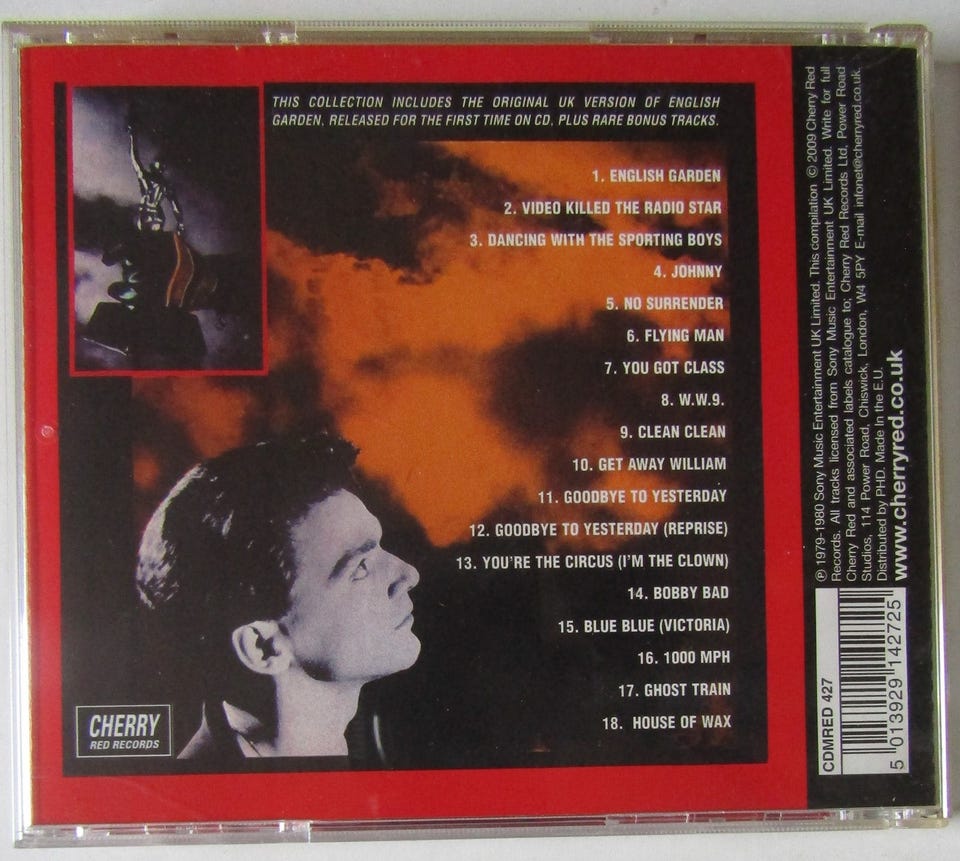 THIS COLLECTION INCLUDES THE ORIGINAL UK VERSION OF ENGLISH
GARDEN, RELEASED FOR THE FIRST TIME ON CD, PLUS RARE BONUS TRACKS.
1. ENGLISH GARDEN
2. VIDEO KILLED THE RADIO STAR
3. DANCING WITH THE SPORTING BOYS
4. JOHNNY
5. NO SURRENDER
6. FLYING MAN
7. YOU GOT CLASS
8. W.W.9.
9. CLEAN CLEAN
10. GET AWAY WILLIAM
11. GOODBYE TO YESTERDAY
12. GOODBYE TO YESTERDAY (REPRISE)
13. YOU'RE THE CIRCUS (I'M THE CLOWN)
14. BOBBY BAD
15. BLUE BLUE (VICTORIA)
16. 1000 MPH
17. GHOST TRAIN
18. HOUSE OF WAX
CHERRY
RED RECORDS
℗ 1979-1980 Sony Music Entertainment UK Limited. This compilation © 2009 Cherry Red
Records. All tracks licensed from Sony Music Entertainment UK Limited. Write for full
Cherry Red and associated labels catalogue to; Cherry Red Records Ltd, Power Road
Studios, 114 Power Road, Chiswick, London, W4 5PY E-mail infonet@cherryred.co.uk.
Distributed by PHD. Made In the E.U.
www.cherryred.co.uk
CDMRED 427
5 013929 142725